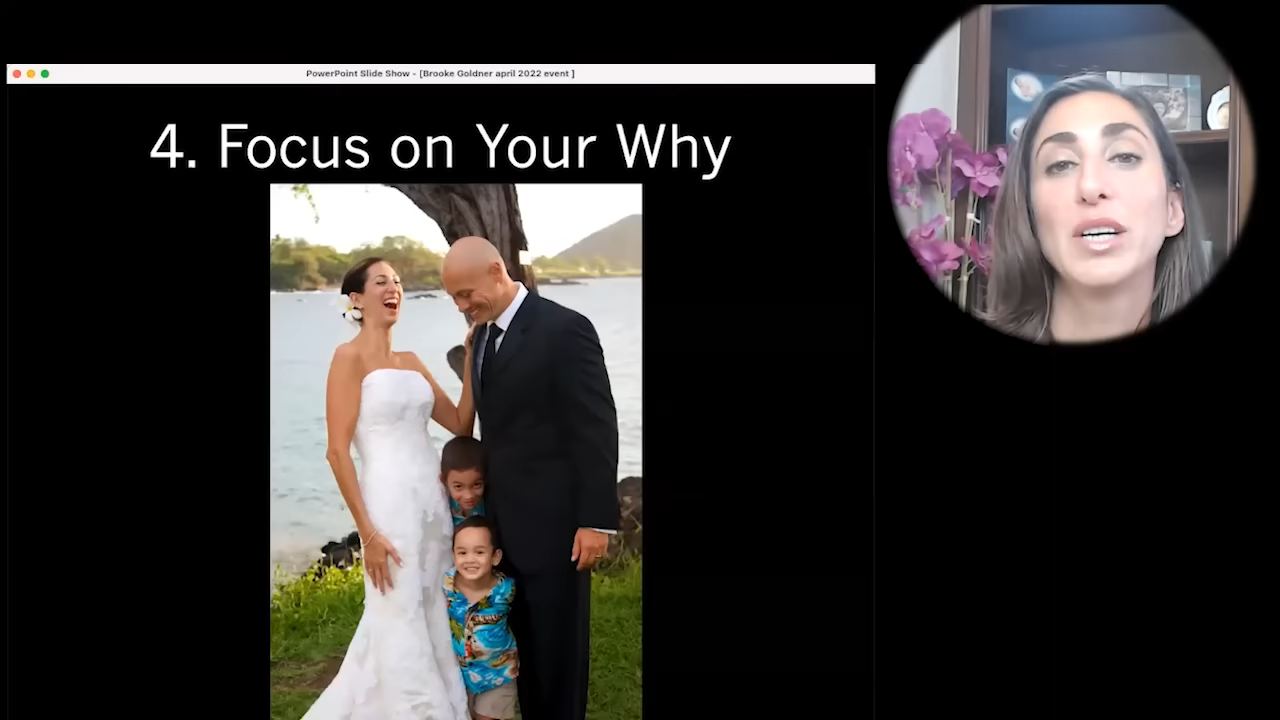 PowerPoint Slide Show - [Brooke Goldner april 2022 event ]
4. Focus on Your Why